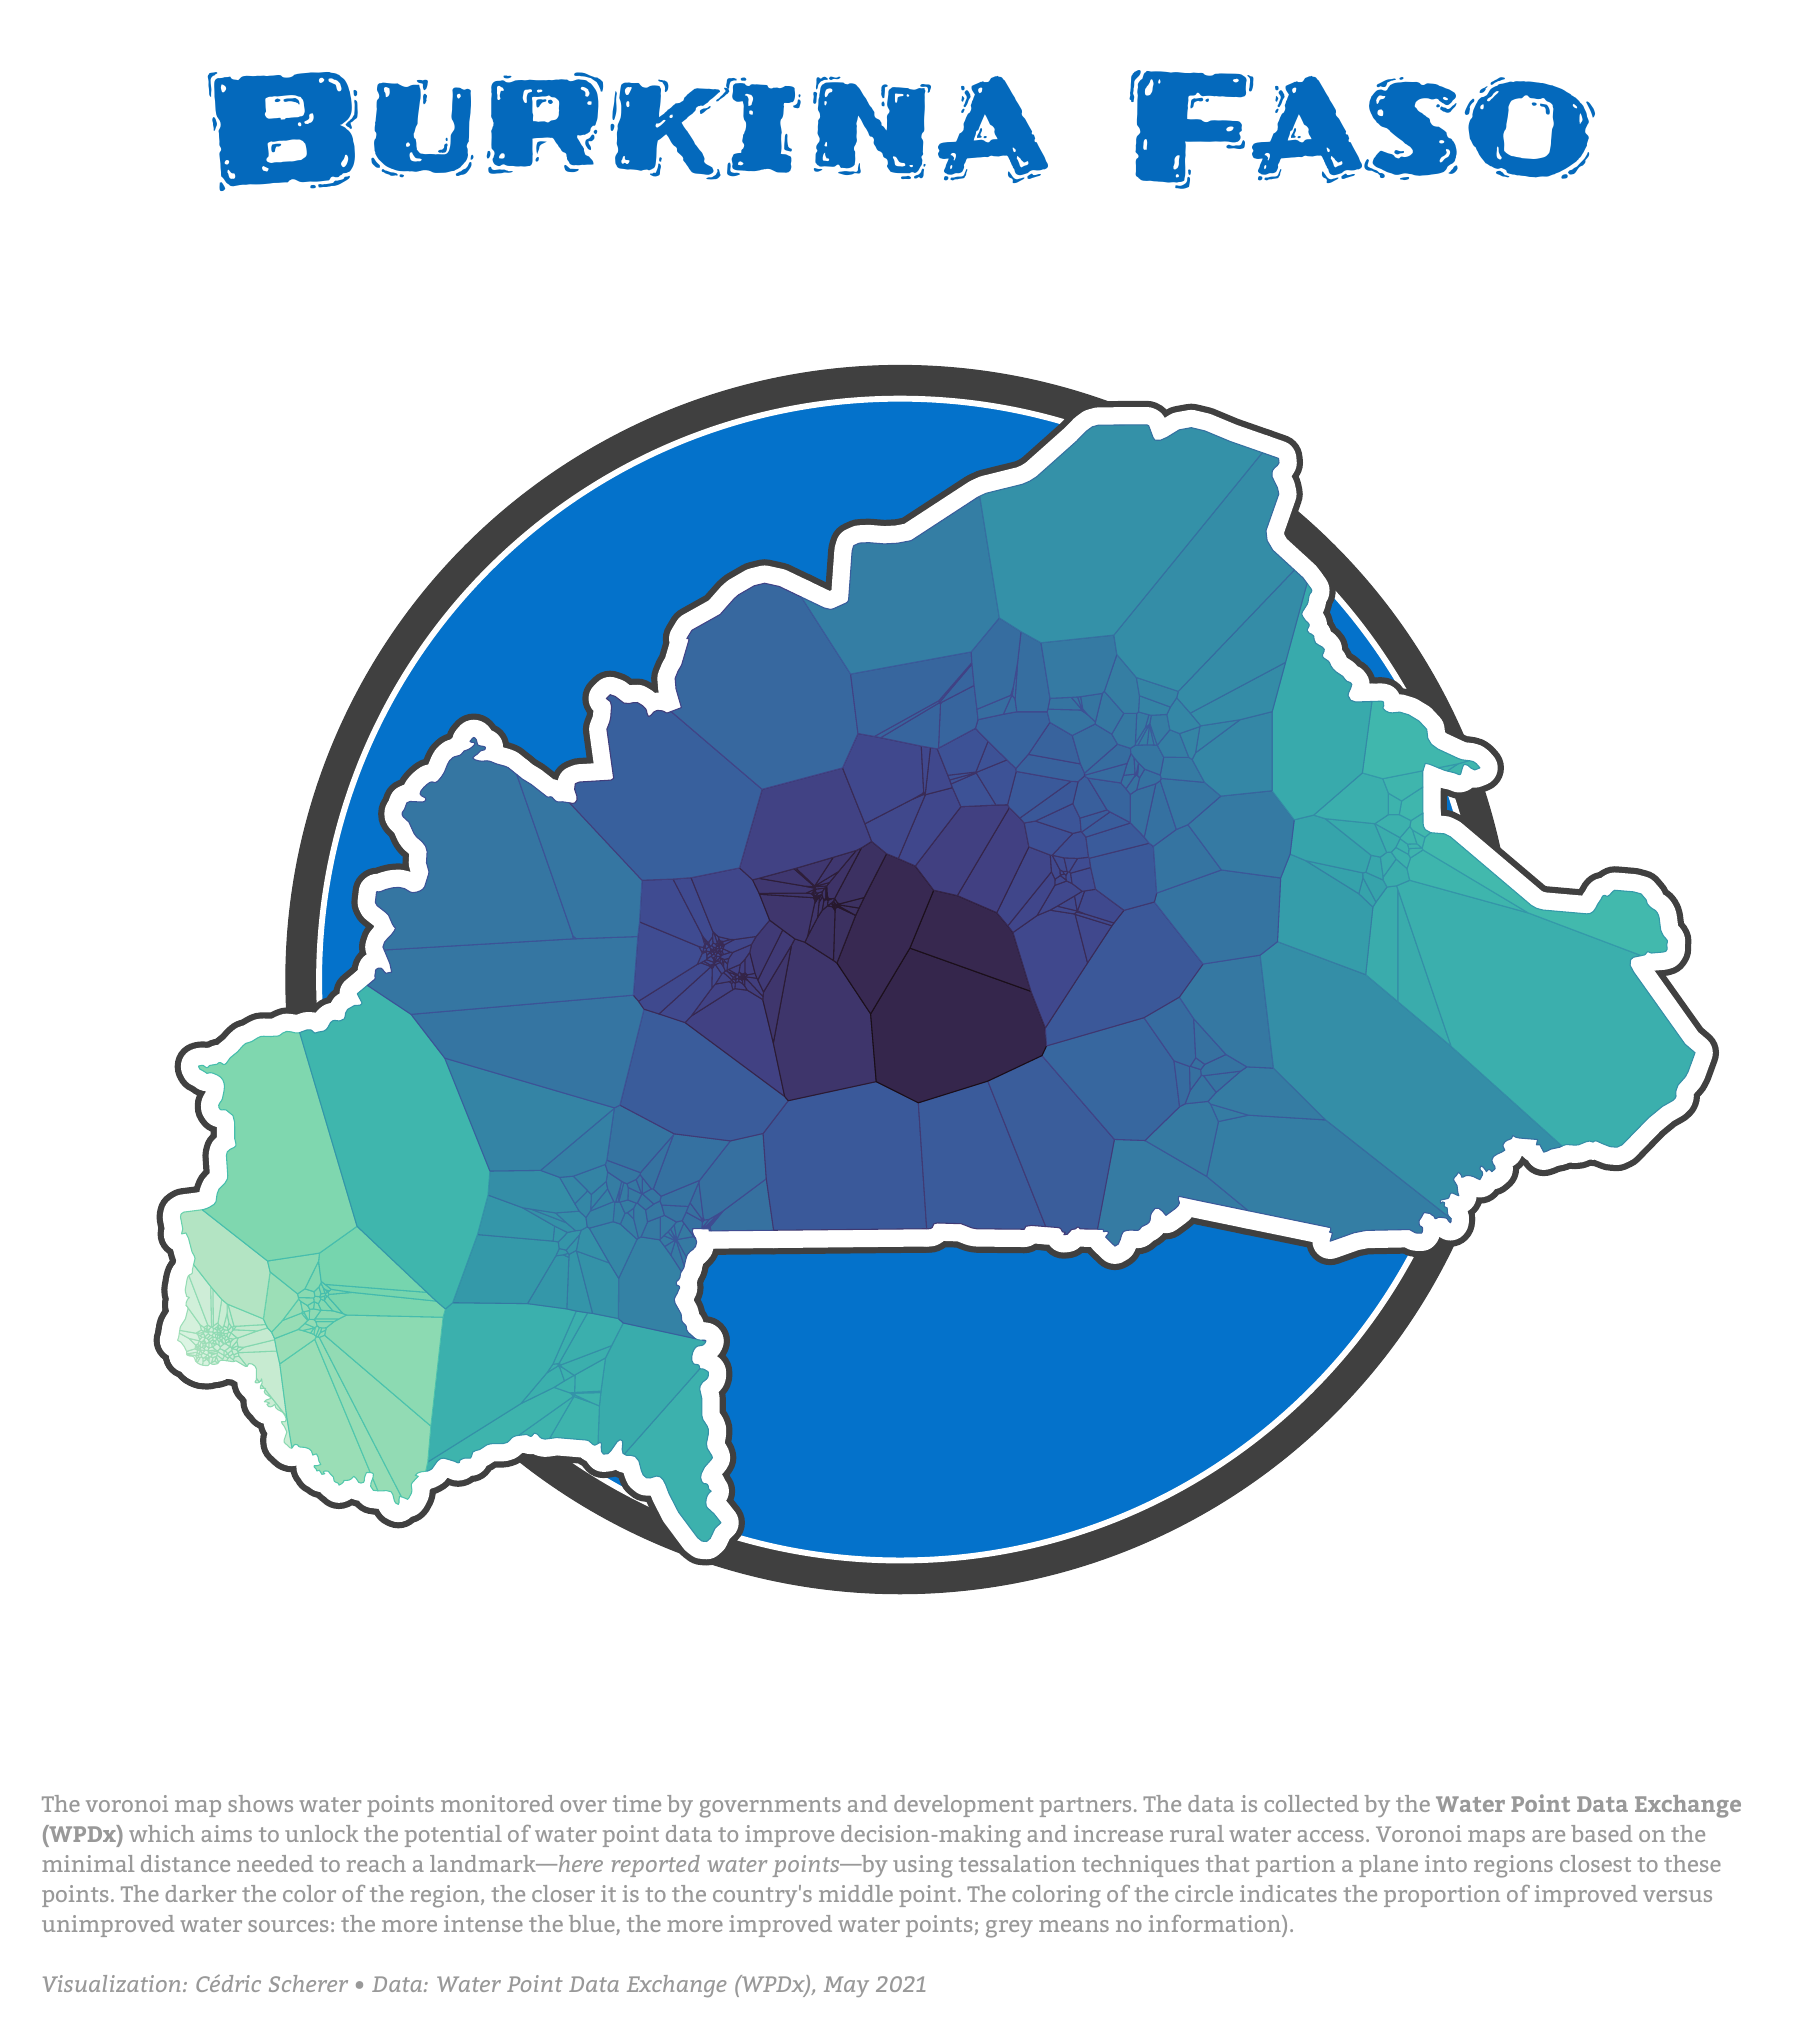 Burkina Faso
The voronoi map shows water points monitored over time by governments and development partners. The data is collected by the Water Point Data Exchange
(WPDx) which aims to unlock the potential of water point data to improve decision-making and increase rural water access. Voronoi maps are based on the
minimal distance needed to reach a landmark—here reported water points—by using tessalation techniques that partion a plane into regions closest to these
points. The darker the color of the region, the closer it is to the country's middle point. The coloring of the circle indicates the proportion of improved versus
unimproved water sources: the more intense the blue, the more improved water points; grey means no information).
Visualization: Cédric Scherer • Data: Water Point Data Exchange (WPDx), May 2021